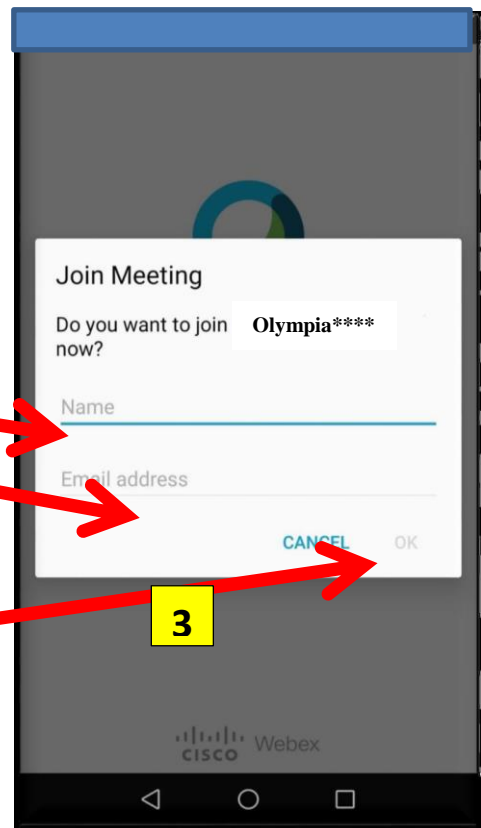 Join Meeting
Do you want to join Olympia****
now?
Name
Email address
CANCEL OK
3
CISCO Webex